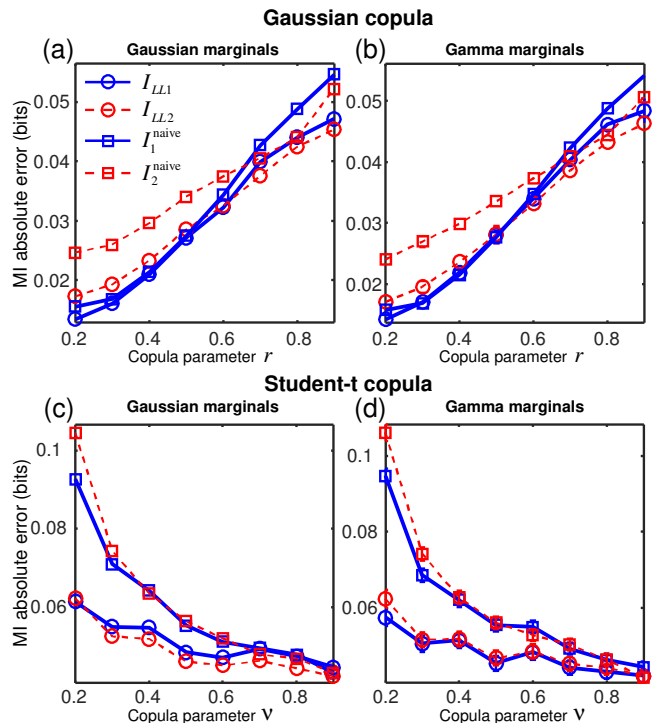 Gaussian copula
(a) Gaussian marginals
(b) Gamma marginals
I_LL1
I_LL2
I_1^naive
I_2^naive
MI absolute error (bits)
0.05
0.04
0.03
0.02
0.2 0.4 0.6 0.8
Copula parameter r
0.05
0.04
0.03
0.02
0.2 0.4 0.6 0.8
Copula parameter r
Student-t copula
(c) Gaussian marginals
(d) Gamma marginals
MI absolute error (bits)
0.1
0.08
0.06
0.2 0.4 0.6 0.8
Copula parameter ν
0.1
0.08
0.06
0.2 0.4 0.6 0.8
Copula parameter ν